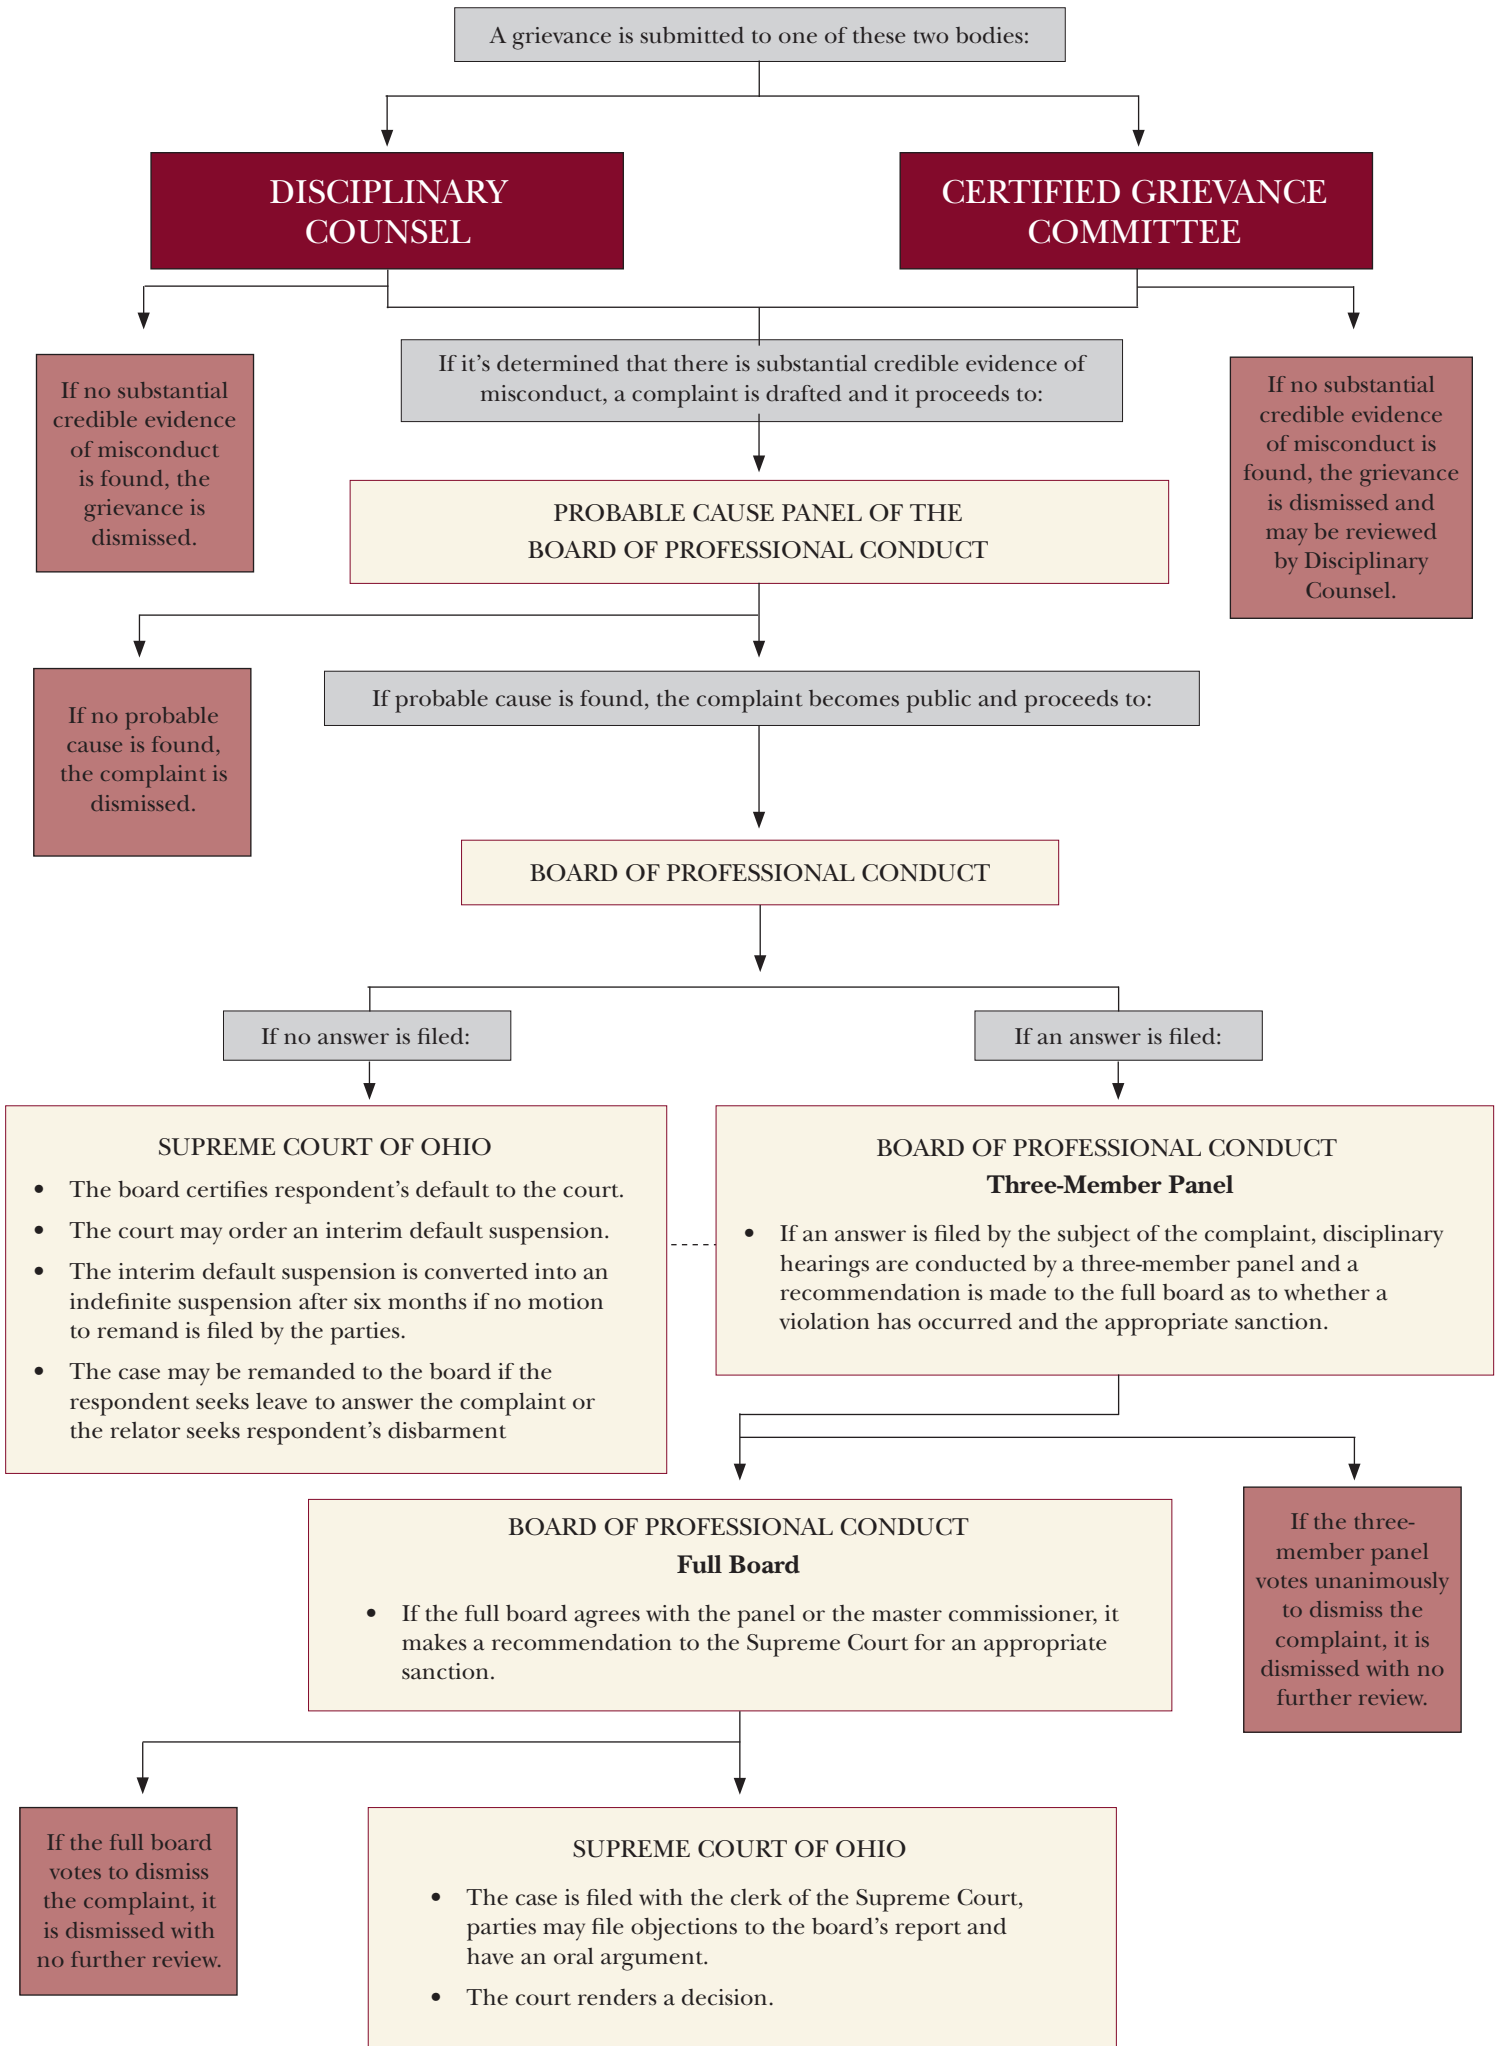 A grievance is submitted to one of these two bodies:
DISCIPLINARY
COUNSEL
CERTIFIED GRIEVANCE
COMMITTEE
If no substantial
credible evidence
of misconduct
is found, the
grievance is
dismissed.
If it’s determined that there is substantial credible evidence of
misconduct, a complaint is drafted and it proceeds to:
If no substantial
credible evidence
of misconduct is
found, the grievance
is dismissed and
may be reviewed
by Disciplinary
Counsel.
PROBABLE CAUSE PANEL OF THE
BOARD OF PROFESSIONAL CONDUCT
If no probable
cause is found,
the complaint is
dismissed.
If probable cause is found, the complaint becomes public and proceeds to:
BOARD OF PROFESSIONAL CONDUCT
If no answer is filed:
If an answer is filed:
SUPREME COURT OF OHIO
• The board certifies respondent’s default to the court.
• The court may order an interim default suspension.
• The interim default suspension is converted into an
indefinite suspension after six months if no motion
to remand is filed by the parties.
• The case may be remanded to the board if the
respondent seeks leave to answer the complaint or
the relator seeks respondent’s disbarment
BOARD OF PROFESSIONAL CONDUCT
Three-Member Panel
• If an answer is filed by the subject of the complaint, disciplinary
hearings are conducted by a three-member panel and a
recommendation is made to the full board as to whether a
violation has occurred and the appropriate sanction.
BOARD OF PROFESSIONAL CONDUCT
Full Board
• If the full board agrees with the panel or the master commissioner, it
makes a recommendation to the Supreme Court for an appropriate
sanction.
If the three-
member panel
votes unanimously
to dismiss the
complaint, it is
dismissed with no
further review.
If the full board
votes to dismiss
the complaint, it
is dismissed with
no further review.
SUPREME COURT OF OHIO
• The case is filed with the clerk of the Supreme Court,
parties may file objections to the board’s report and
have an oral argument.
• The court renders a decision.